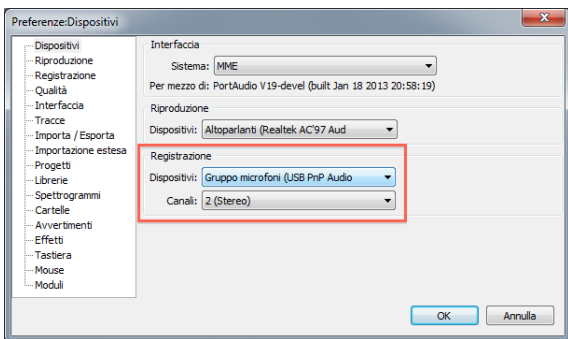 Preferenze:Dispositivi
Dispositivi
Riproduzione
Registrazione
Qualità
Interfaccia
Tracce
Importa / Esporta
Importazione estesa
Progetti
Librerie
Spettrogrammi
Cartelle
Avvertimenti
Effetti
Tastiera
Mouse
Moduli
Interfaccia
Sistema: MME
Per mezzo di: PortAudio V19-devel (built Jan 18 2013 20:58:19)
Riproduzione
Dispositivi: Altoparlanti (Realtek AC'97 Aud
Registrazione
Dispositivi: Gruppo microfoni (USB PnP Audio
Canali: 2 (Stereo)
OK Annulla